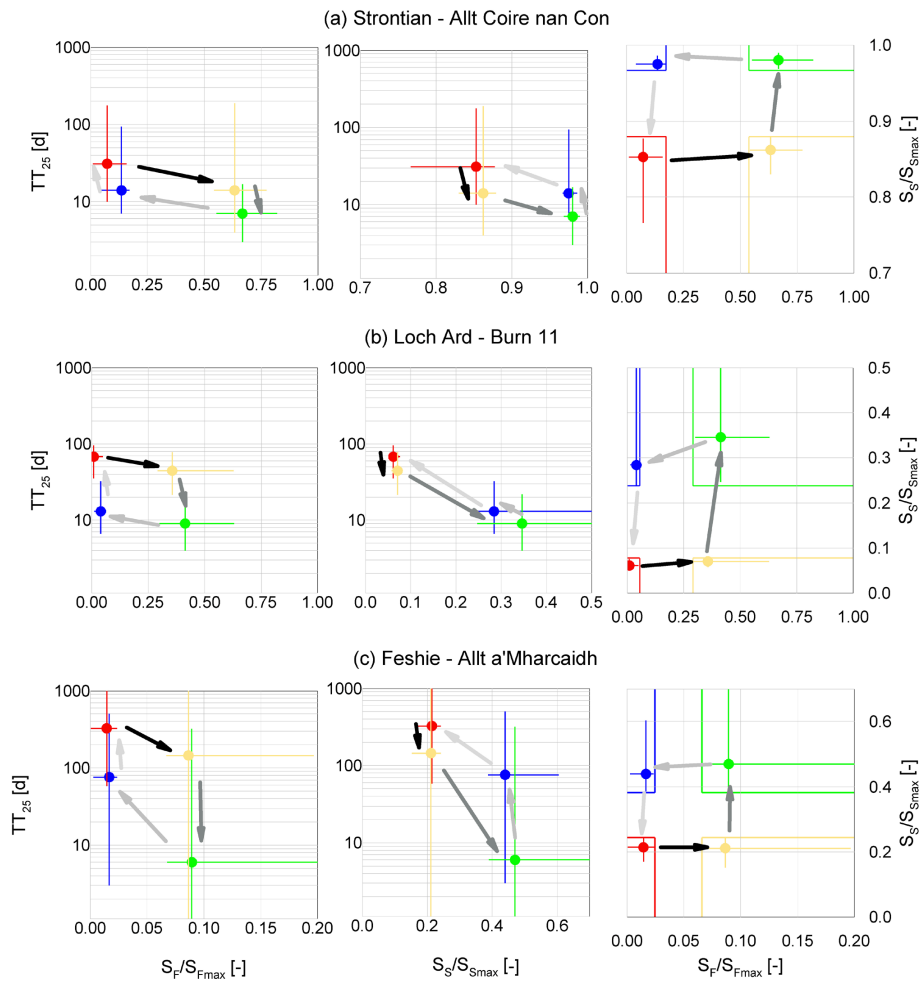 (a) Strontian - Allt Coire nan Con
1000 1000 1.0
100 100 0.9
10 10 0.8
0.7
TT25 [d]
SS/SSmax [-]
0.00 0.25 0.50 0.75 1.00 0.7 0.8 0.9 1.0 0.00 0.25 0.50 0.75 1.00
(b) Loch Ard - Burn 11
1000 1000 0.5
0.4
100 100 0.3
0.2
10 10 0.1
0.0
TT25 [d]
SS/SSmax [-]
0.00 0.25 0.50 0.75 1.00 0.0 0.1 0.2 0.3 0.4 0.5 0.00 0.25 0.50 0.75 1.00
(c) Feshie - Allt a'Mharcaidh
1000 1000
0.6
100 100 0.4
10 10 0.2
0.0
TT25 [d]
SS/SSmax [-]
0.00 0.10 0.20 0.0 0.2 0.4 0.6 0.00 0.10 0.20
SF/SFmax [-] SS/SSmax [-] SF/SFmax [-]